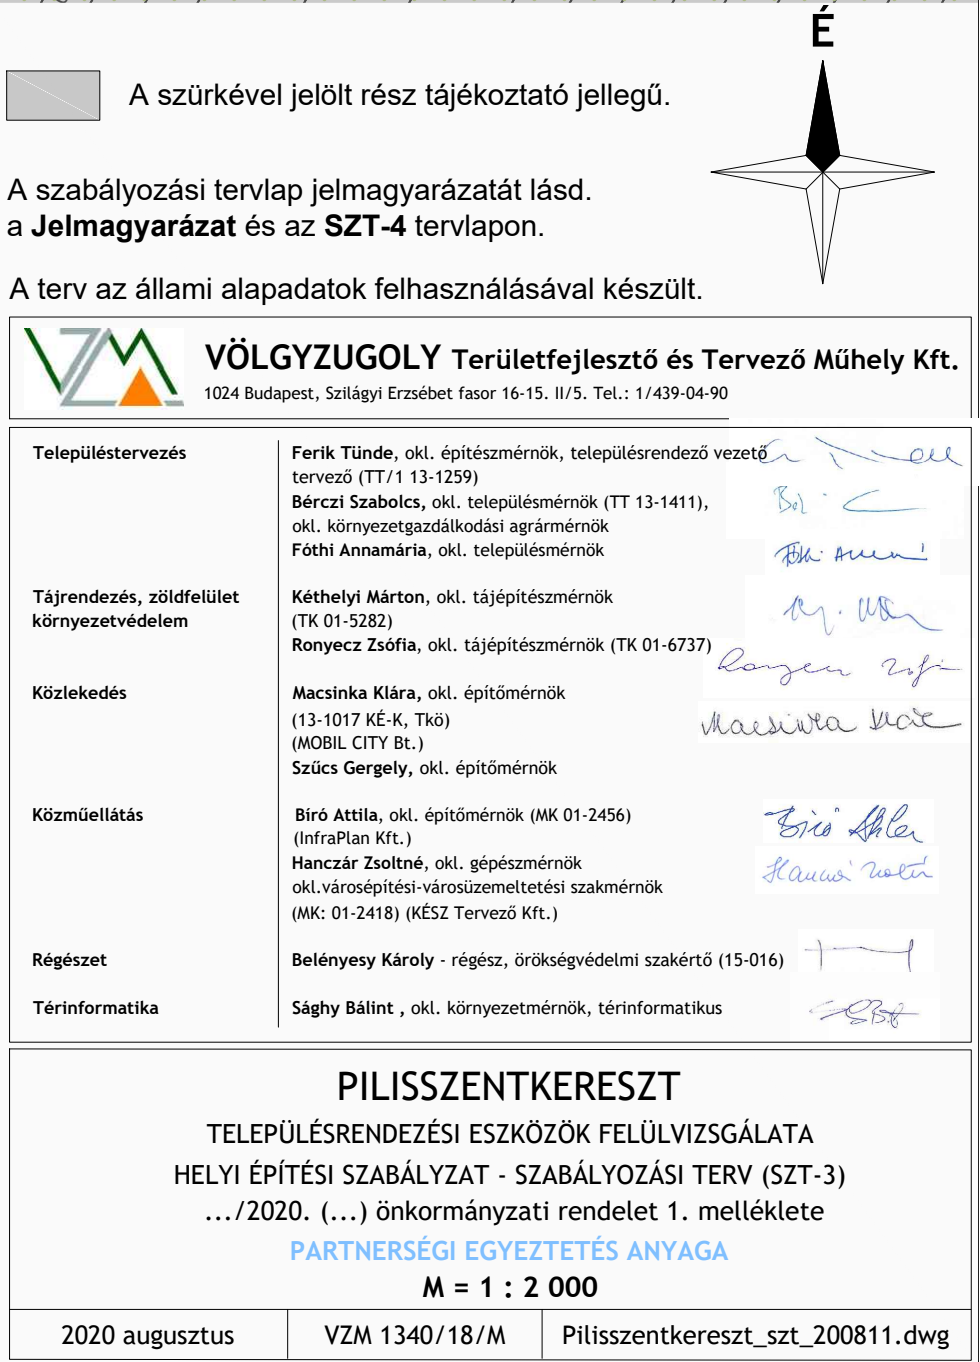 É
A szürkével jelölt rész tájékoztató jellegű.
A szabályozási tervlap jelmagyarázatát lásd.
a Jelmagyarázat és az SZT-4 tervlapon.
A terv az állami alapadatok felhasználásával készült.
VZM
VÖLGYZUGOLY Területfejlesztő és Tervező Műhely Kft.
1024 Budapest, Szilágyi Erzsébet fasor 16-15. II/5. Tel.: 1/439-04-90
Településtervezés
Ferik Tünde, okl. építészmérnök, településrendező vezető
tervező (TT/1 13-1259)
Bérczi Szabolcs, okl. településmérnök (TT 13-1411),
okl. környezetgazdálkodási agrármérnök
Fóthi Annamária, okl. településmérnök
Tájrendezés, zöldfelület
környezetvédelem
Kéthelyi Márton, okl. tájépítészmérnök
(TK 01-5282)
Ronyecz Zsófia, okl. tájépítészmérnök (TK 01-6737)
Közlekedés
Macsinka Klára, okl. építőmérnök
(13-1017 KÉ-K, Tkö)
(MOBIL CITY Bt.)
Szűcs Gergely, okl. építőmérnök
Közműellátás
Bíró Attila, okl. építőmérnök (MK 01-2456)
(InfraPlan Kft.)
Hanczár Zsoltné, okl. gépészmérnök
okl.városépítési-városüzemeltetési szakmérnök
(MK: 01-2418) (KÉSZ Tervező Kft.)
Régészet
Belényesy Károly - régész, örökségvédelmi szakértő (15-016)
Térinformatika
Sághy Bálint , okl. környezetmérnök, térinformatikus
PILISSZENTKERESZT
TELEPÜLÉSRENDEZÉSI ESZKÖZÖK FELÜLVIZSGÁLATA
HELYI ÉPÍTÉSI SZABÁLYZAT - SZABÁLYOZÁSI TERV (SZT-3)
.../2020. (...) önkormányzati rendelet 1. melléklete
PARTNERSÉGI EGYEZTETÉS ANYAGA
M = 1 : 2 000
2020 augusztus
VZM 1340/18/M
Pilisszentkereszt_szt_200811.dwg